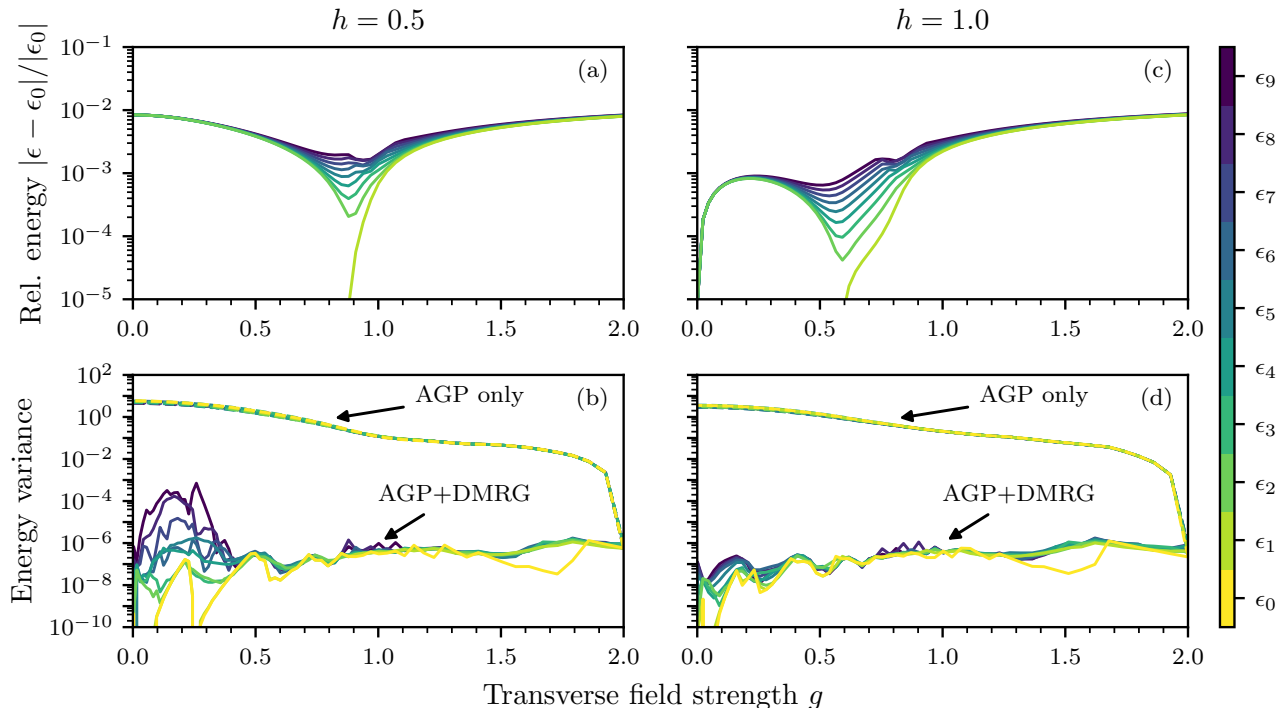 h = 0.5
h = 1.0
Rel. energy |ϵ − ϵ₀|/|ϵ₀|
10⁻¹
10⁻²
10⁻³
10⁻⁴
10⁻⁵
(a)
0.0 0.5 1.0 1.5 2.0
(c)
0.0 0.5 1.0 1.5 2.0
Energy variance
10²
10⁰
10⁻²
10⁻⁴
10⁻⁶
10⁻⁸
10⁻¹⁰
AGP only
(b)
AGP+DMRG
0.0 0.5 1.0 1.5 2.0
AGP only
(d)
AGP+DMRG
0.0 0.5 1.0 1.5 2.0
Transverse field strength g
ϵ₉
ϵ₈
ϵ₇
ϵ₆
ϵ₅
ϵ₄
ϵ₃
ϵ₂
ϵ₁
ϵ₀